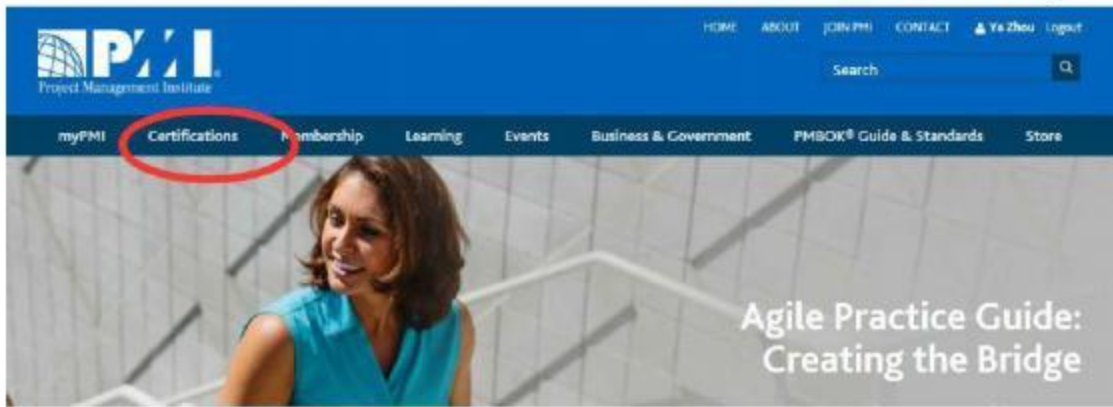 HOME ABOUT JOIN PMI CONTACT Ya Zhou Logout
PMI
Project Management Institute
Search
myPMI Certifications Membership Learning Events Business & Government PMBOK® Guide & Standards Store
Agile Practice Guide:
Creating the Bridge